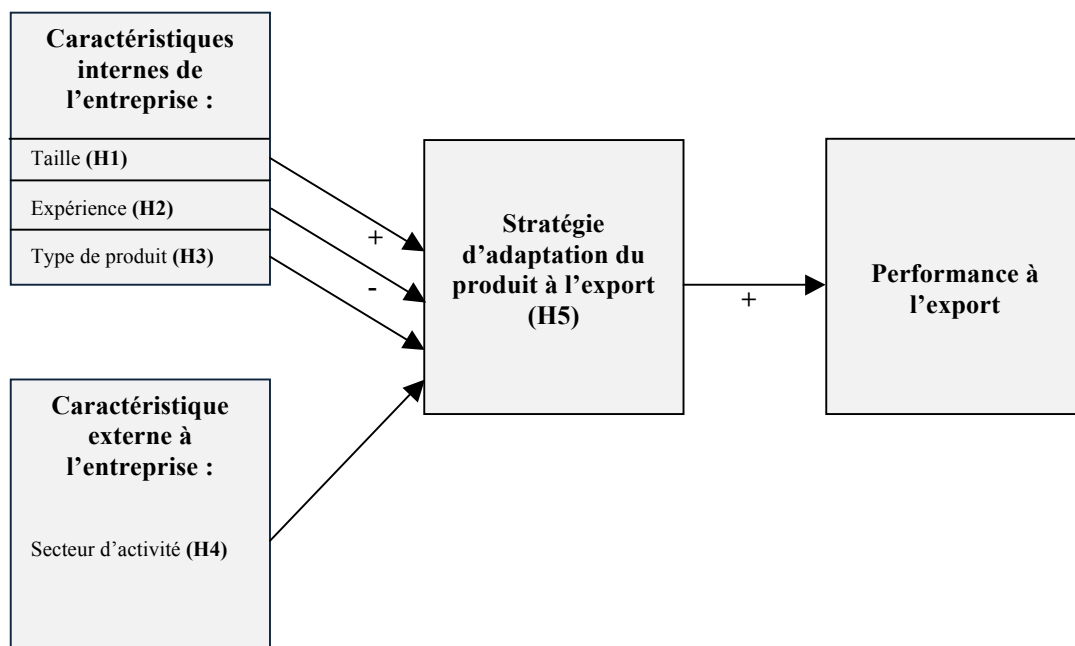 Caractéristiques
internes de
l’entreprise :
Taille (H1)
Expérience (H2)
Type de produit (H3)
+
-
Stratégie
d’adaptation du
produit à l’export
(H5)
+
Performance à
l’export
Caractéristique
externe à
l’entreprise :
Secteur d’activité (H4)